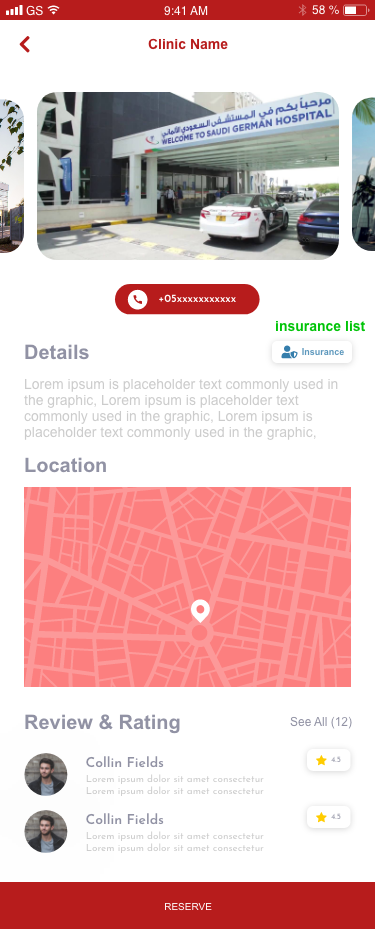 GS 9:41 AM 58 %
Clinic Name
مرحباً بكم في المستشفى السعودي الألماني
WELCOME TO SAUDI GERMAN HOSPITAL
+05xxxxxxxxxxx
insurance list
Details
Insurance
Lorem ipsum is placeholder text commonly used in
the graphic, Lorem ipsum is placeholder text
commonly used in the graphic, Lorem ipsum is
placeholder text commonly used in the graphic,
Location
Review & Rating
See All (12)
Collin Fields
4.5
Lorem ipsum dolor sit amet consectetur
Lorem ipsum dolor sit amet consectetur
Collin Fields
4.5
Lorem ipsum dolor sit amet consectetur
Lorem ipsum dolor sit amet consectetur
RESERVE